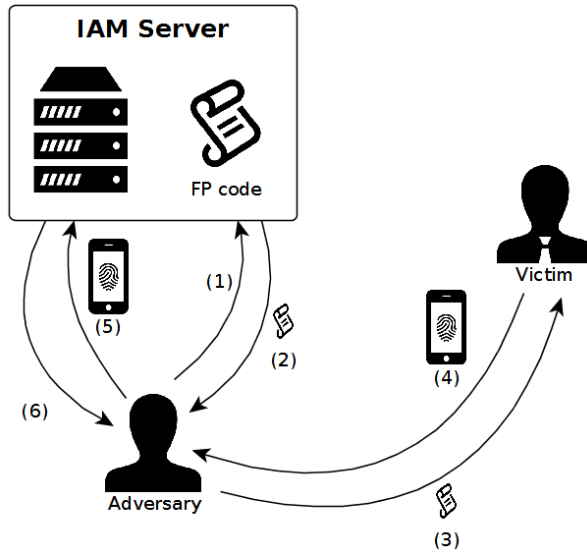 IAM Server
FP code
Victim
(1)
(5)
(2)
(4)
(6)
Adversary
(3)